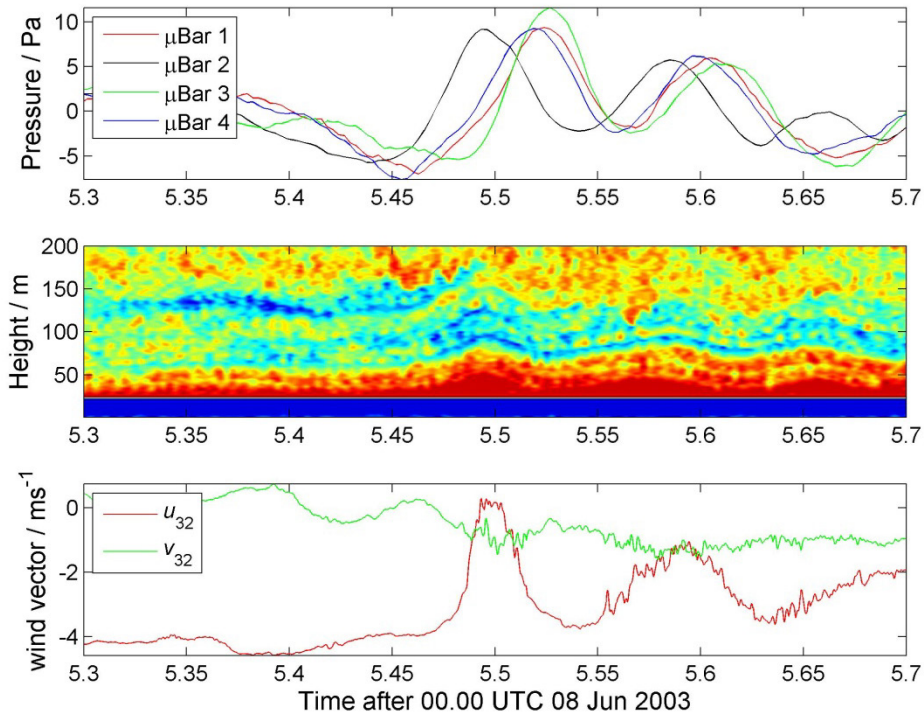 10
5
0
-5
Pressure / Pa
μBar 1
μBar 2
μBar 3
μBar 4
5.3 5.35 5.4 5.45 5.5 5.55 5.6 5.65 5.7
200
150
100
50
Height / m
5.3 5.35 5.4 5.45 5.5 5.55 5.6 5.65 5.7
0
-2
-4
wind vector / ms⁻¹
u₃₂
v₃₂
5.3 5.35 5.4 5.45 5.5 5.55 5.6 5.65 5.7
Time after 00.00 UTC 08 Jun 2003